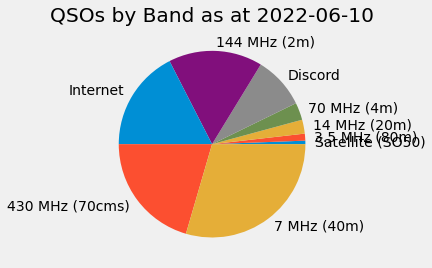 QSOs by Band as at 2022-06-10
144 MHz (2m)
Discord
Internet
70 MHz (4m)
14 MHz (20m)
3.5 MHz (80m)
Satellite (SO50)
430 MHz (70cms)
7 MHz (40m)